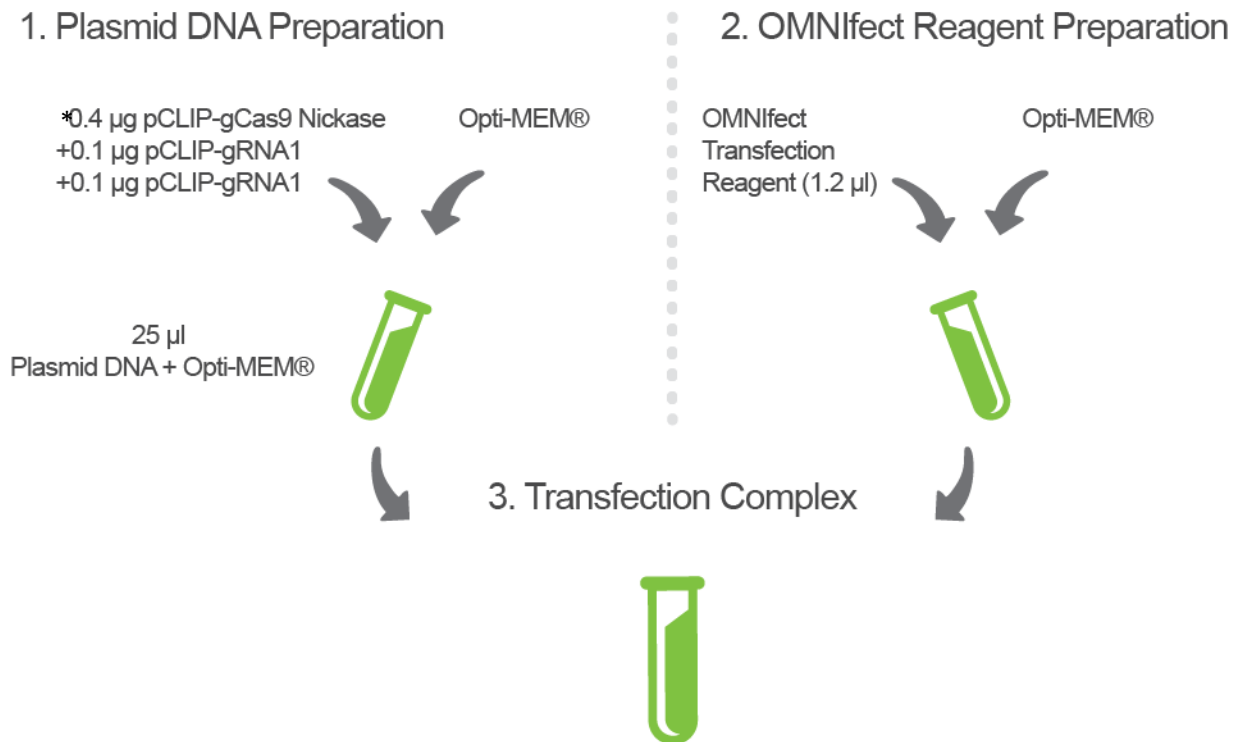 1. Plasmid DNA Preparation
*0.4 µg pCLIP-gCas9 Nickase
+0.1 µg pCLIP-gRNA1
+0.1 µg pCLIP-gRNA1
Opti-MEM®
25 µl
Plasmid DNA + Opti-MEM®
2. OMNIfect Reagent Preparation
OMNIfect
Transfection
Reagent (1.2 µl)
Opti-MEM®
3. Transfection Complex